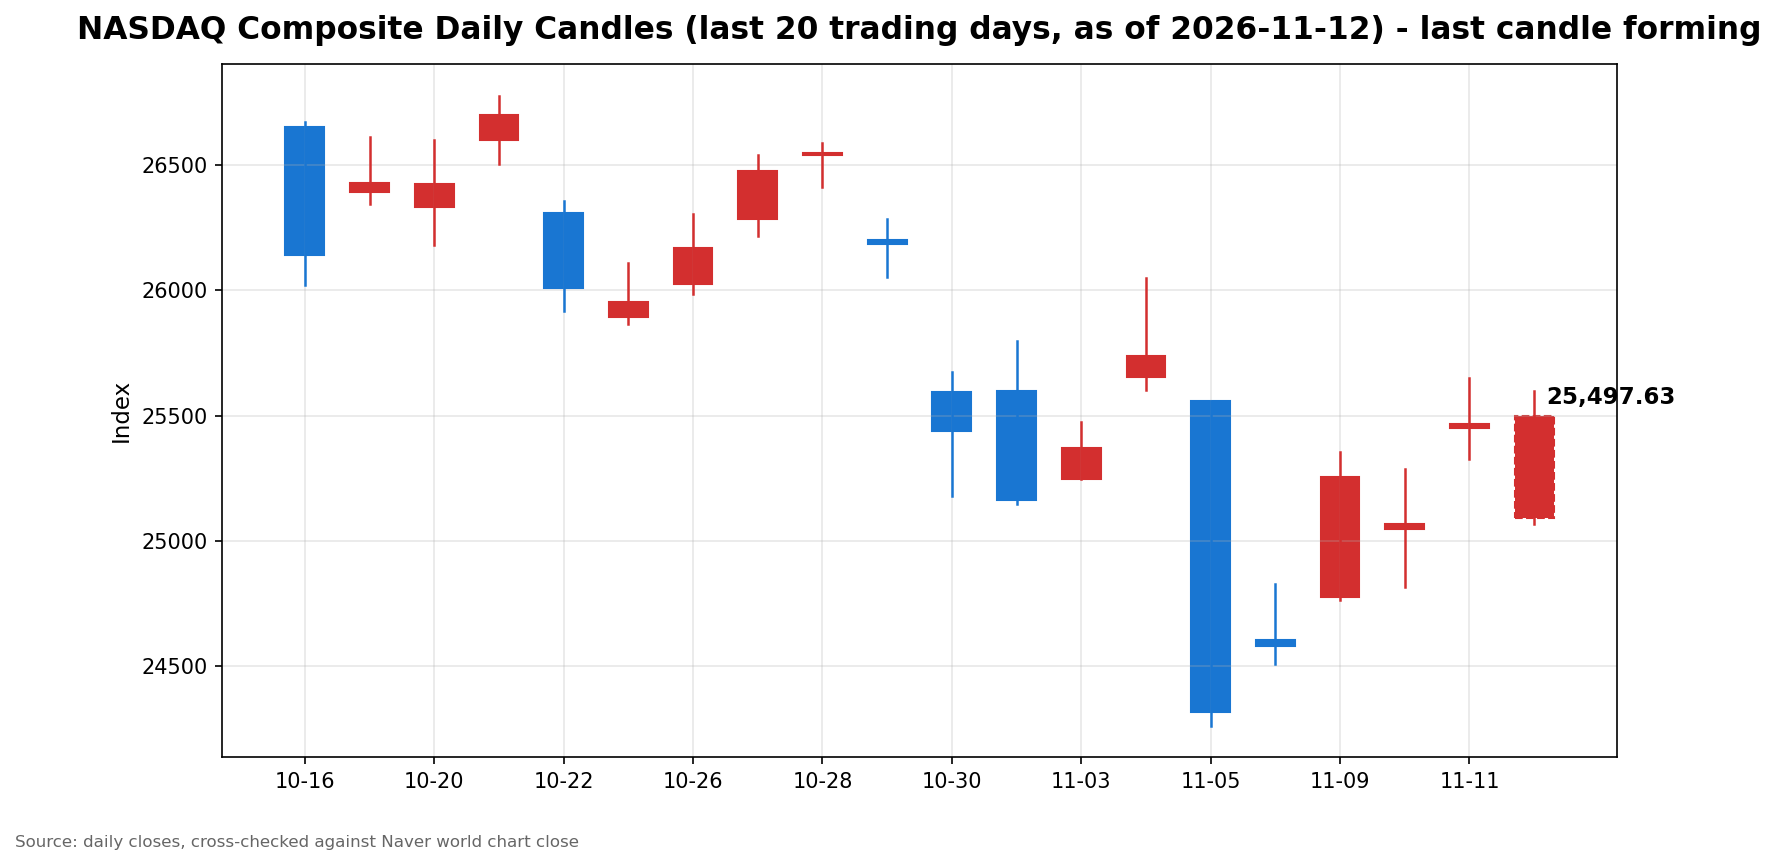 NASDAQ Composite Daily Candles (last 20 trading days, as of 2026-11-12) - last candle forming
26500
26000
25500
25000
24500
Index
25,497.63
10-16 10-20 10-22 10-26 10-28 10-30 11-03 11-05 11-09 11-11
Source: daily closes, cross-checked against Naver world chart close